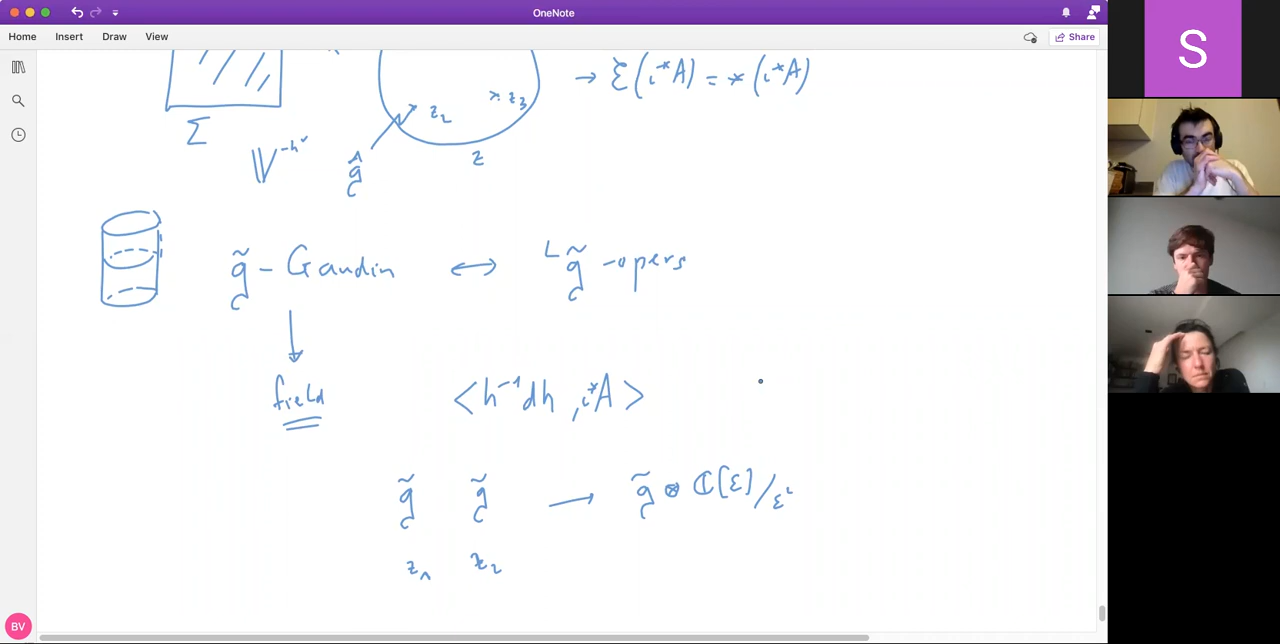 OneNote
Home Insert Draw View Share
S
→ ℰ(ι*A) = *(ι*A)
z₂ z₃
Σ z
𝕍^{-h^∨} ĝ
g̃ - Gaudin ↔ ᴸg̃ - opers
↓
field <h⁻¹dh, ι*A>
g̃ g̃ → g̃ ⊗ ℂ[ε]/ε²
z₁ z₂
BV